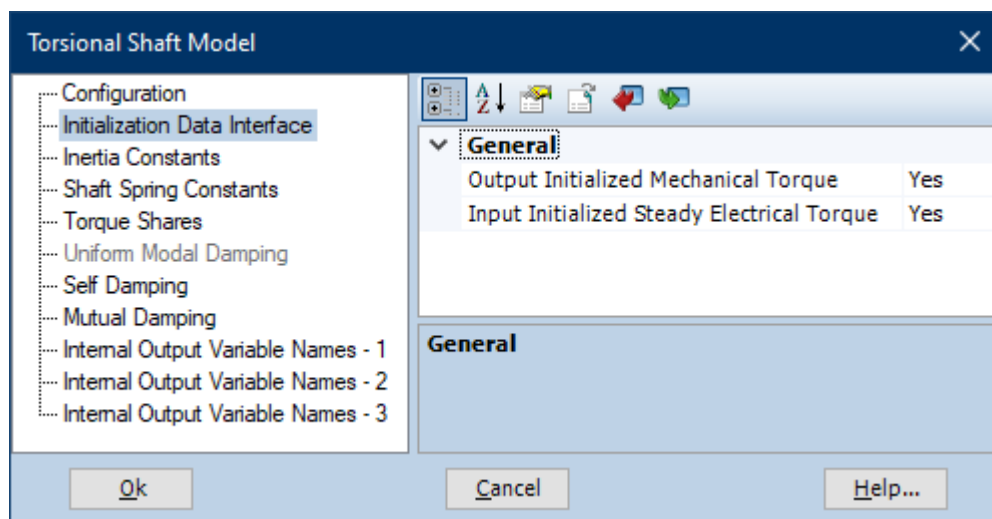 Torsional Shaft Model
Configuration
Initialization Data Interface
Inertia Constants
Shaft Spring Constants
Torque Shares
Uniform Modal Damping
Self Damping
Mutual Damping
Internal Output Variable Names - 1
Internal Output Variable Names - 2
Internal Output Variable Names - 3
A
Z
General
Output Initialized Mechanical Torque Yes
Input Initialized Steady Electrical Torque Yes
General
Ok Cancel Help...